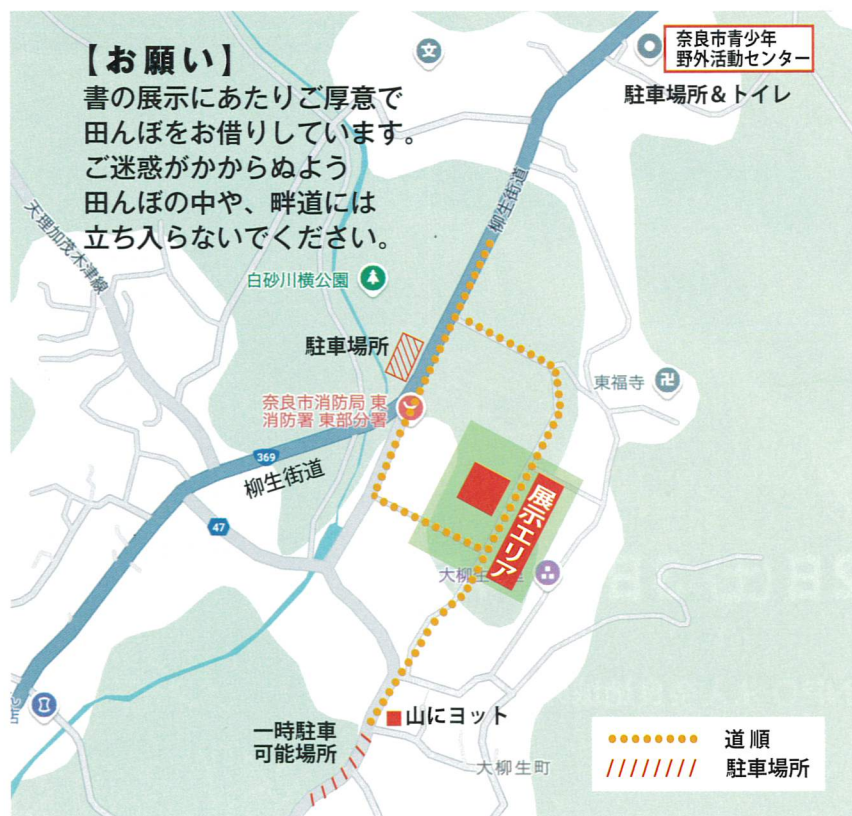 【お願い】
書の展示にあたりご厚意で
田んぼをお借りしています。
ご迷惑がかからぬよう
田んぼの中や、畔道には
立ち入らないでください。
文
奈良市青少年
野外活動センター
駐車場所＆トイレ
柳生街道
天理加茂木津線
白砂川横公園
駐車場所
東福寺
奈良市消防局 東
消防署 東部分署
369
柳生街道
47
展示エリア
大柳生
山にヨット
一時駐車
可能場所
大柳生町
店
道順
駐車場所